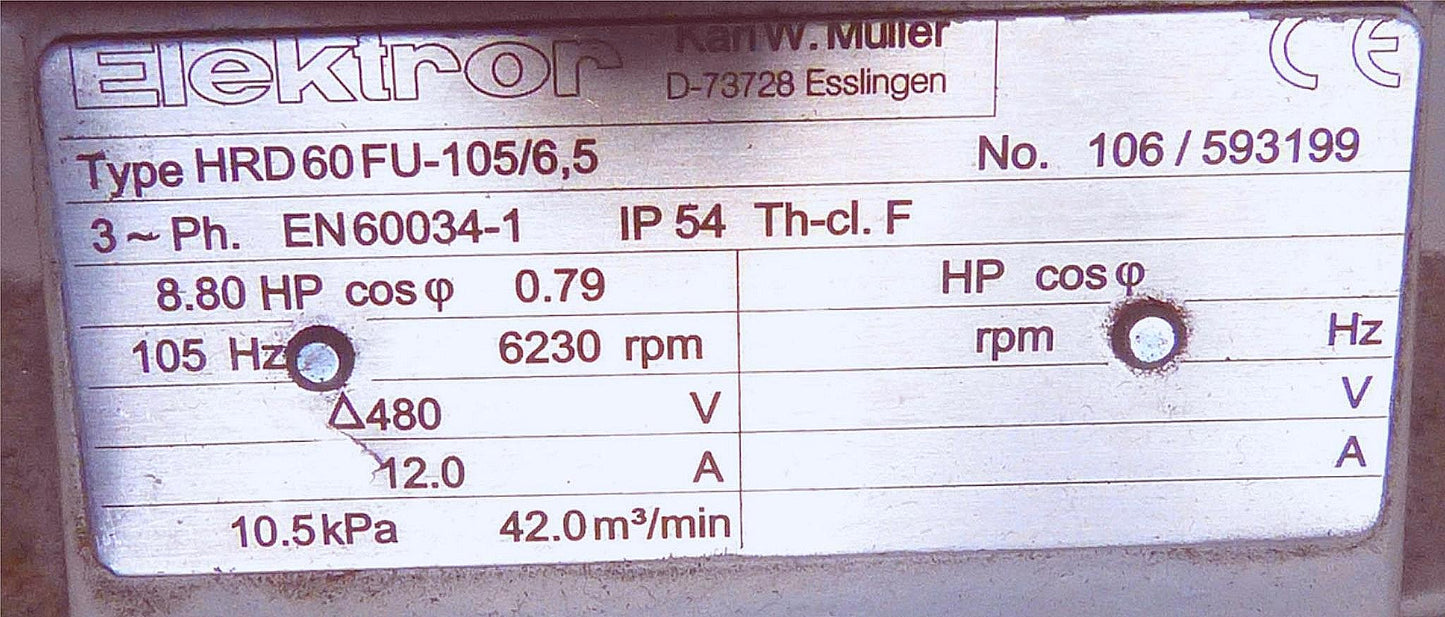 Elektror
Karl W. Müller
D-73728 Esslingen
CE
Type HRD 60 FU-105/6,5 No. 106 / 593199
3 ~ Ph. EN 60034-1 IP 54 Th-cl. F
8.80 HP cos φ 0.79 HP cos φ
105 Hz 6230 rpm rpm Hz
Δ480 V V
12.0 A A
10.5 kPa 42.0 m³/min